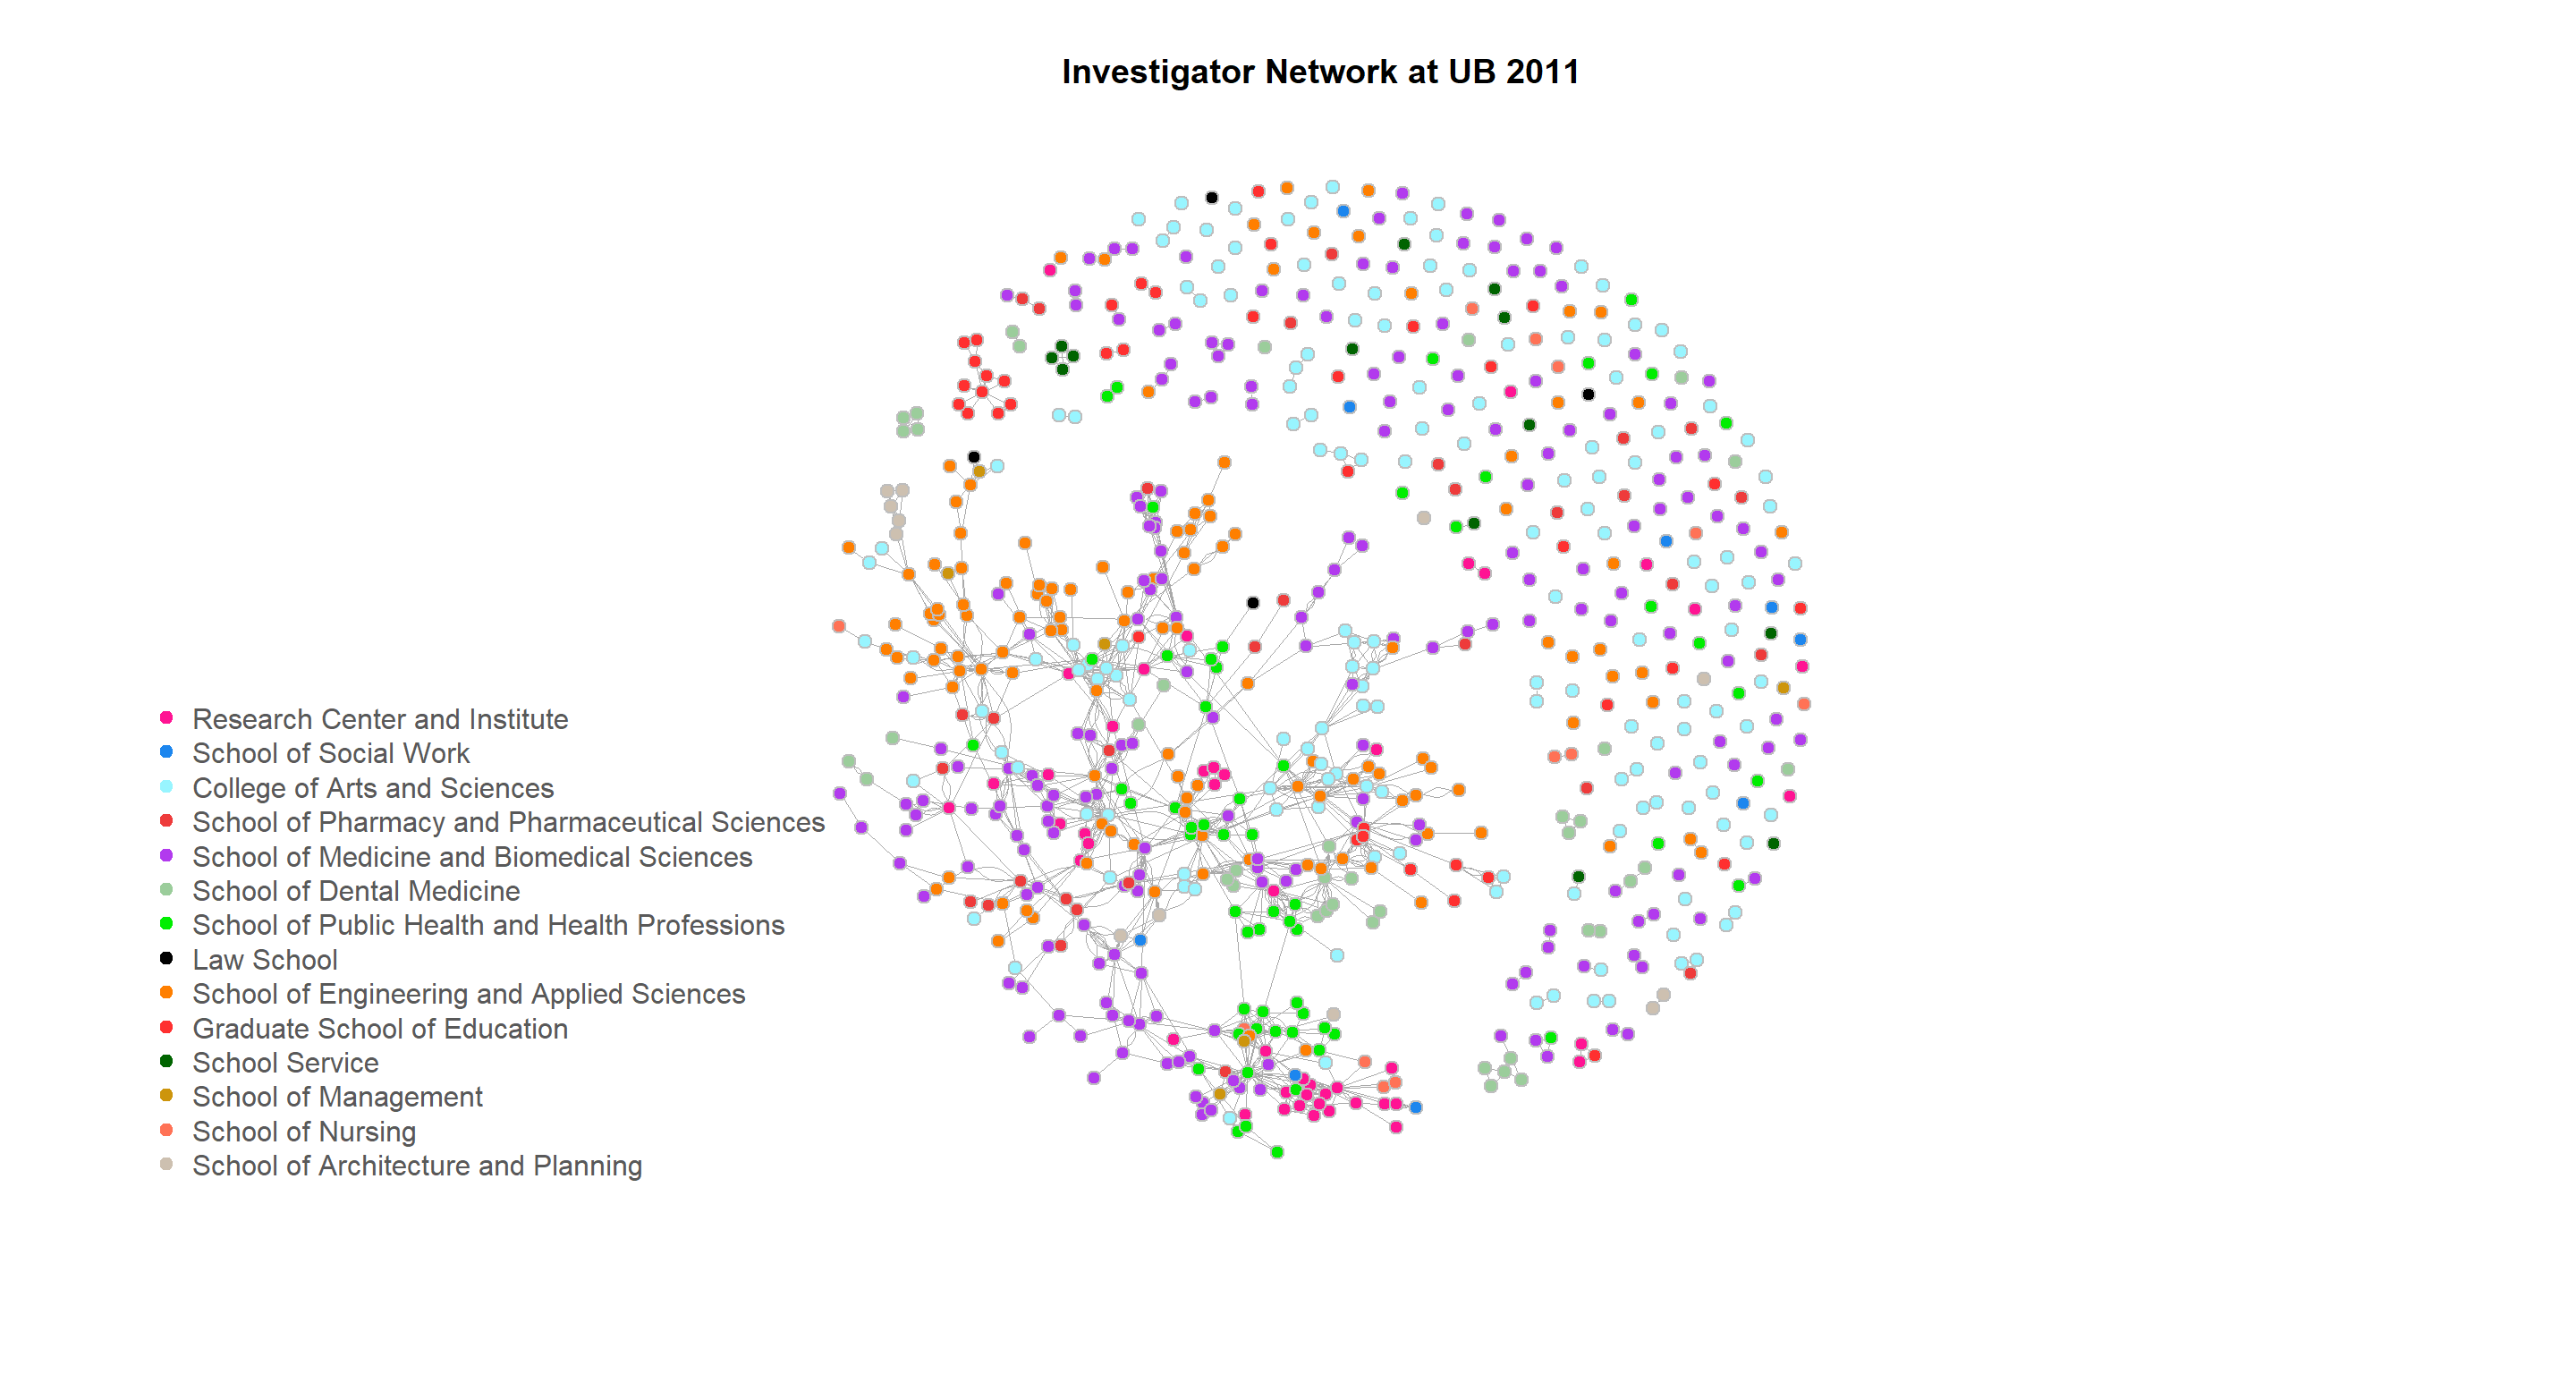 Investigator Network at UB 2011
Research Center and Institute
School of Social Work
College of Arts and Sciences
School of Pharmacy and Pharmaceutical Sciences
School of Medicine and Biomedical Sciences
School of Dental Medicine
School of Public Health and Health Professions
Law School
School of Engineering and Applied Sciences
Graduate School of Education
School Service
School of Management
School of Nursing
School of Architecture and Planning